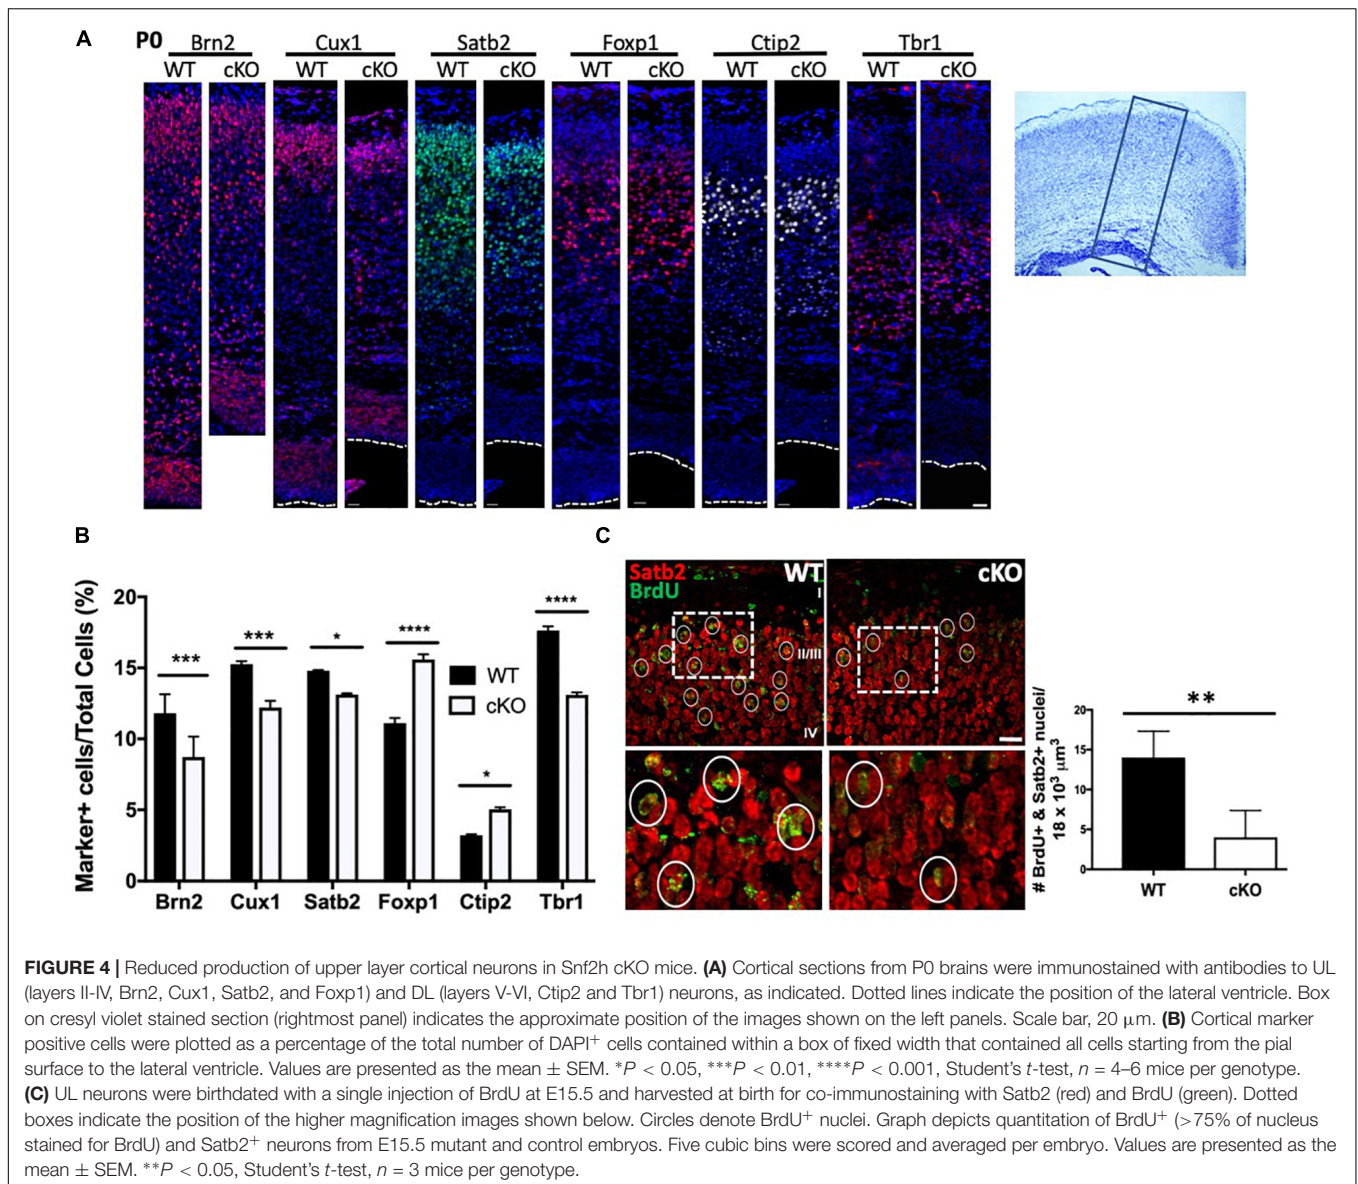 A
P0 Brn2 Cux1 Satb2 Foxp1 Ctip2 Tbr1
WT cKO WT cKO WT cKO WT cKO WT cKO WT cKO
B
Marker+ cells/Total Cells (%)
20
15
10
5
0
*** *** * **** * ****
WT
cKO
Brn2 Cux1 Satb2 Foxp1 Ctip2 Tbr1
C
Satb2 WT cKO
BrdU
I
II/III
IV
# BrdU+ & Satb2+ nuclei/
18 x 10³ µm³
20
15
10
5
0
**
WT cKO
FIGURE 4 | Reduced production of upper layer cortical neurons in Snf2h cKO mice. (A) Cortical sections from P0 brains were immunostained with antibodies to UL
(layers II-IV, Brn2, Cux1, Satb2, and Foxp1) and DL (layers V-VI, Ctip2 and Tbr1) neurons, as indicated. Dotted lines indicate the position of the lateral ventricle. Box
on cresyl violet stained section (rightmost panel) indicates the approximate position of the images shown on the left panels. Scale bar, 20 µm. (B) Cortical marker
positive cells were plotted as a percentage of the total number of DAPI⁺ cells contained within a box of fixed width that contained all cells starting from the pial
surface to the lateral ventricle. Values are presented as the mean ± SEM. *P < 0.05, ***P < 0.01, ****P < 0.001, Student's t-test, n = 4–6 mice per genotype.
(C) UL neurons were birthdated with a single injection of BrdU at E15.5 and harvested at birth for co-immunostaining with Satb2 (red) and BrdU (green). Dotted
boxes indicate the position of the higher magnification images shown below. Circles denote BrdU⁺ nuclei. Graph depicts quantitation of BrdU⁺ (>75% of nucleus
stained for BrdU) and Satb2⁺ neurons from E15.5 mutant and control embryos. Five cubic bins were scored and averaged per embryo. Values are presented as the
mean ± SEM. **P < 0.05, Student's t-test, n = 3 mice per genotype.